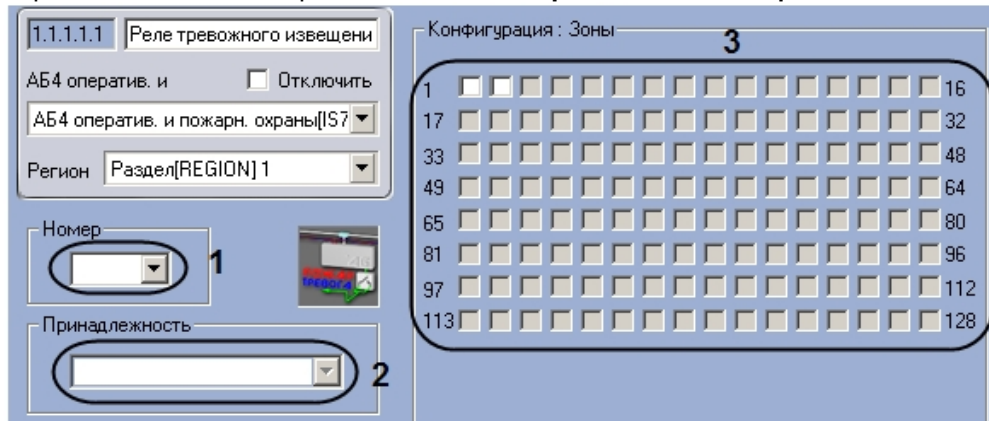 1.1.1.1.1 Реле тревожного извещени
АБ4 оператив. и Отключить
АБ4 оператив. и пожарн. охраны[IS7
Регион Раздел[REGION] 1
Номер
1
Принадлежность
2
Конфигурация : Зоны
3
1 16
17 32
33 48
49 64
65 80
81 96
97 112
113 128
ТРЕВОГА